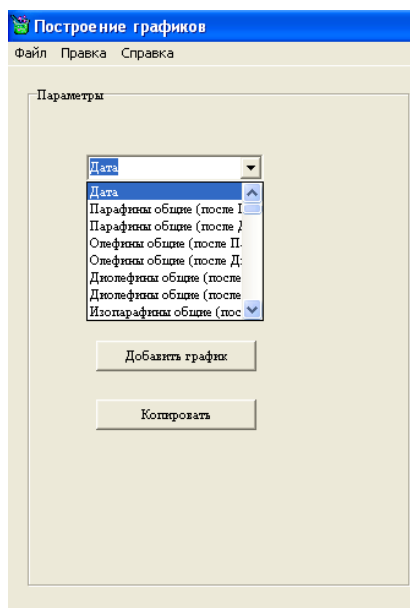 Построение графиков
Файл Правка Справка
Параметры
Дата
Дата
Парафины общие (после
Парафины общие (после
Олефины общие (после П
Олефины общие (после Д
Диолефины общие (после
Диолефины общие (после
Изопарафины общие (пос
Добавить график
Копировать